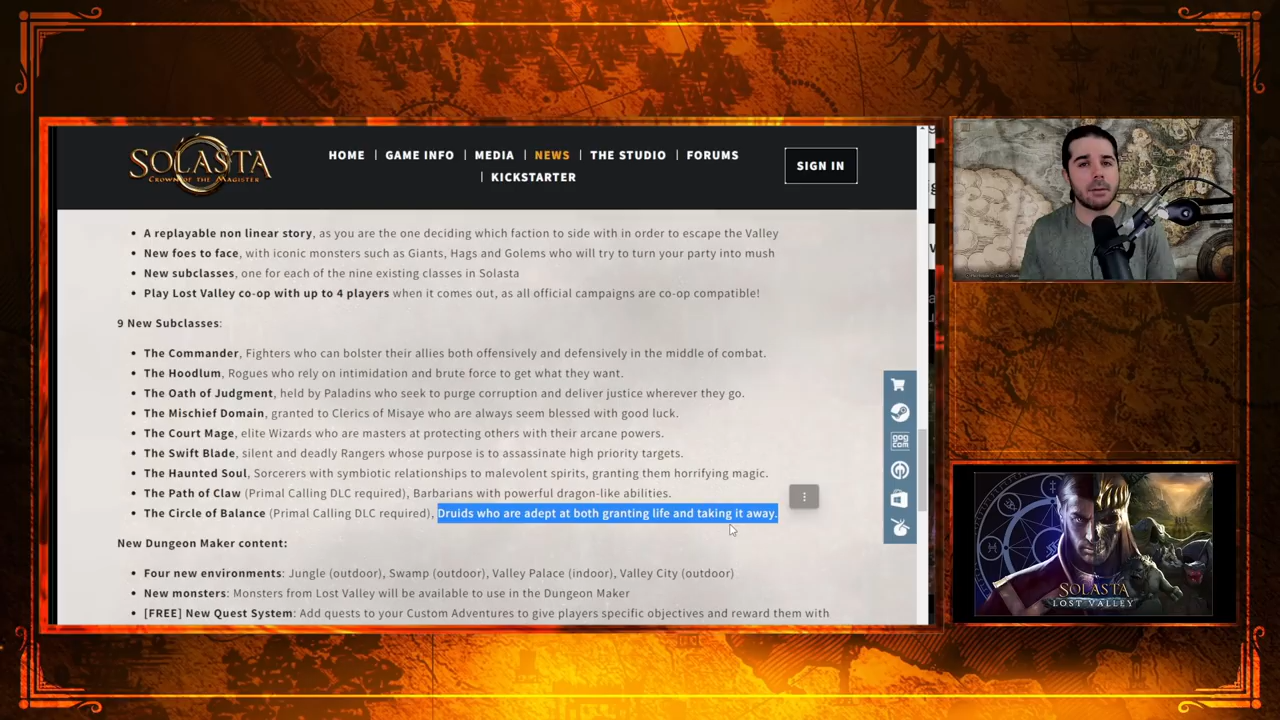 SOLASTA
CROWN OF THE MAGISTER
HOME | GAME INFO | MEDIA | NEWS | THE STUDIO | FORUMS
| KICKSTARTER
SIGN IN
• A replayable non linear story, as you are the one deciding which faction to side with in order to escape the Valley
• New foes to face, with iconic monsters such as Giants, Hags and Golems who will try to turn your party into mush
• New subclasses, one for each of the nine existing classes in Solasta
• Play Lost Valley co-op with up to 4 players when it comes out, as all official campaigns are co-op compatible!
9 New Subclasses:
• The Commander, Fighters who can bolster their allies both offensively and defensively in the middle of combat.
• The Hoodlum, Rogues who rely on intimidation and brute force to get what they want.
• The Oath of Judgment, held by Paladins who seek to purge corruption and deliver justice wherever they go.
• The Mischief Domain, granted to Clerics of Misaye who are always seem blessed with good luck.
• The Court Mage, elite Wizards who are masters at protecting others with their arcane powers.
• The Swift Blade, silent and deadly Rangers whose purpose is to assassinate high priority targets.
• The Haunted Soul, Sorcerers with symbiotic relationships to malevolent spirits, granting them horrifying magic.
• The Path of Claw (Primal Calling DLC required), Barbarians with powerful dragon-like abilities.
• The Circle of Balance (Primal Calling DLC required), Druids who are adept at both granting life and taking it away.
New Dungeon Maker content:
• Four new environments: Jungle (outdoor), Swamp (outdoor), Valley Palace (indoor), Valley City (outdoor)
• New monsters: Monsters from Lost Valley will be available to use in the Dungeon Maker
• [FREE] New Quest System: Add quests to your Custom Adventures to give players specific objectives and reward them with
GOG
COM
SOLASTA
LOST VALLEY